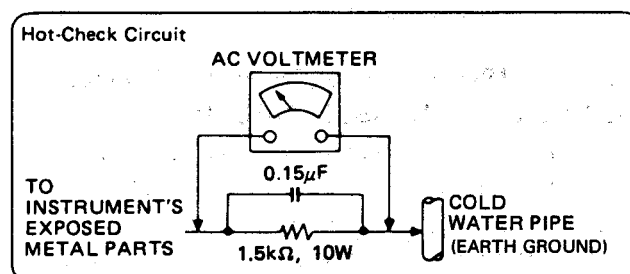 Hot-Check Circuit
AC VOLTMETER
0.15μF
TO
INSTRUMENT'S
EXPOSED
METAL PARTS
1.5kΩ, 10W
COLD
WATER PIPE
(EARTH GROUND)